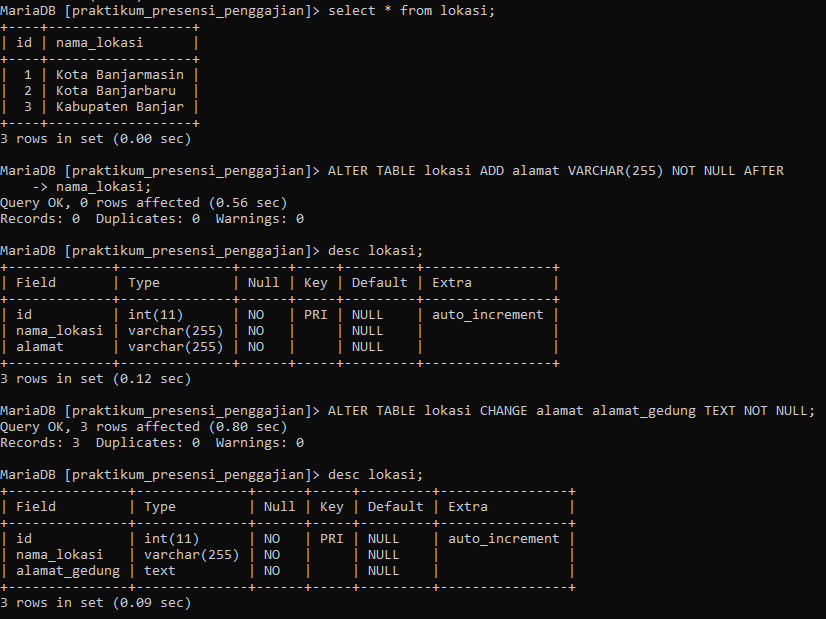 MariaDB [praktikum_presensi_penggajian]> select * from lokasi;
+----+------------------+
| id | nama_lokasi      |
+----+------------------+
|  1 | Kota Banjarmasin |
|  2 | Kota Banjarbaru  |
|  3 | Kabupaten Banjar |
+----+------------------+
3 rows in set (0.00 sec)

MariaDB [praktikum_presensi_penggajian]> ALTER TABLE lokasi ADD alamat VARCHAR(255) NOT NULL AFTER
    -> nama_lokasi;
Query OK, 0 rows affected (0.56 sec)
Records: 0  Duplicates: 0  Warnings: 0

MariaDB [praktikum_presensi_penggajian]> desc lokasi;
+-------------+--------------+------+-----+---------+----------------+
| Field       | Type         | Null | Key | Default | Extra          |
+-------------+--------------+------+-----+---------+----------------+
| id          | int(11)      | NO   | PRI | NULL    | auto_increment |
| nama_lokasi | varchar(255) | NO   |     | NULL    |                |
| alamat      | varchar(255) | NO   |     | NULL    |                |
+-------------+--------------+------+-----+---------+----------------+
3 rows in set (0.12 sec)

MariaDB [praktikum_presensi_penggajian]> ALTER TABLE lokasi CHANGE alamat alamat_gedung TEXT NOT NULL;
Query OK, 3 rows affected (0.80 sec)
Records: 3  Duplicates: 0  Warnings: 0

MariaDB [praktikum_presensi_penggajian]> desc lokasi;
+---------------+--------------+------+-----+---------+----------------+
| Field         | Type         | Null | Key | Default | Extra          |
+---------------+--------------+------+-----+---------+----------------+
| id            | int(11)      | NO   | PRI | NULL    | auto_increment |
| nama_lokasi   | varchar(255) | NO   |     | NULL    |                |
| alamat_gedung | text         | NO   |     | NULL    |                |
+---------------+--------------+------+-----+---------+----------------+
3 rows in set (0.09 sec)